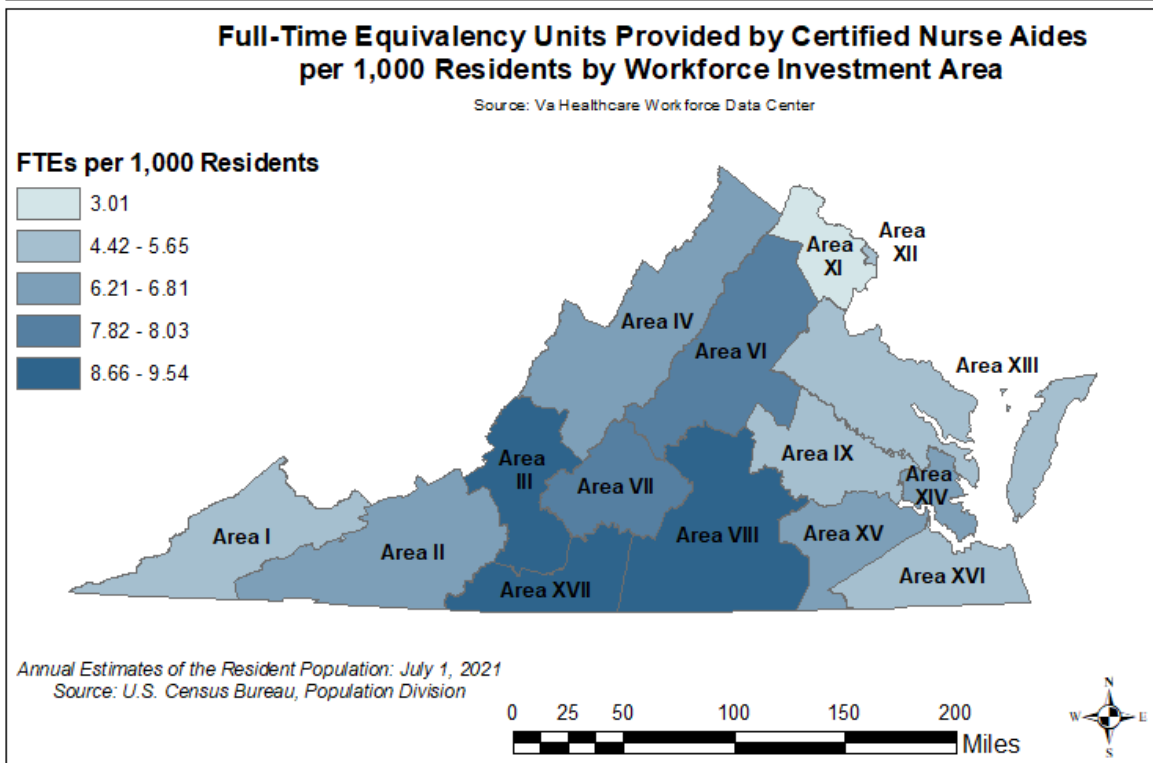 Full-Time Equivalency Units Provided by Certified Nurse Aides
per 1,000 Residents by Workforce Investment Area
Source: Va Healthcare Workforce Data Center
FTEs per 1,000 Residents
3.01
4.42 - 5.65
6.21 - 6.81
7.82 - 8.03
8.66 - 9.54
Area
XII
Area
XI
Area IV
Area VI
Area XIII
Area
III
Area IX
Area VII
Area
XIV
Area I
Area II
Area VIII
Area XV
Area XVI
Area XVII
Annual Estimates of the Resident Population: July 1, 2021
Source: U.S. Census Bureau, Population Division
0 25 50 100 150 200
Miles
N
W E
S